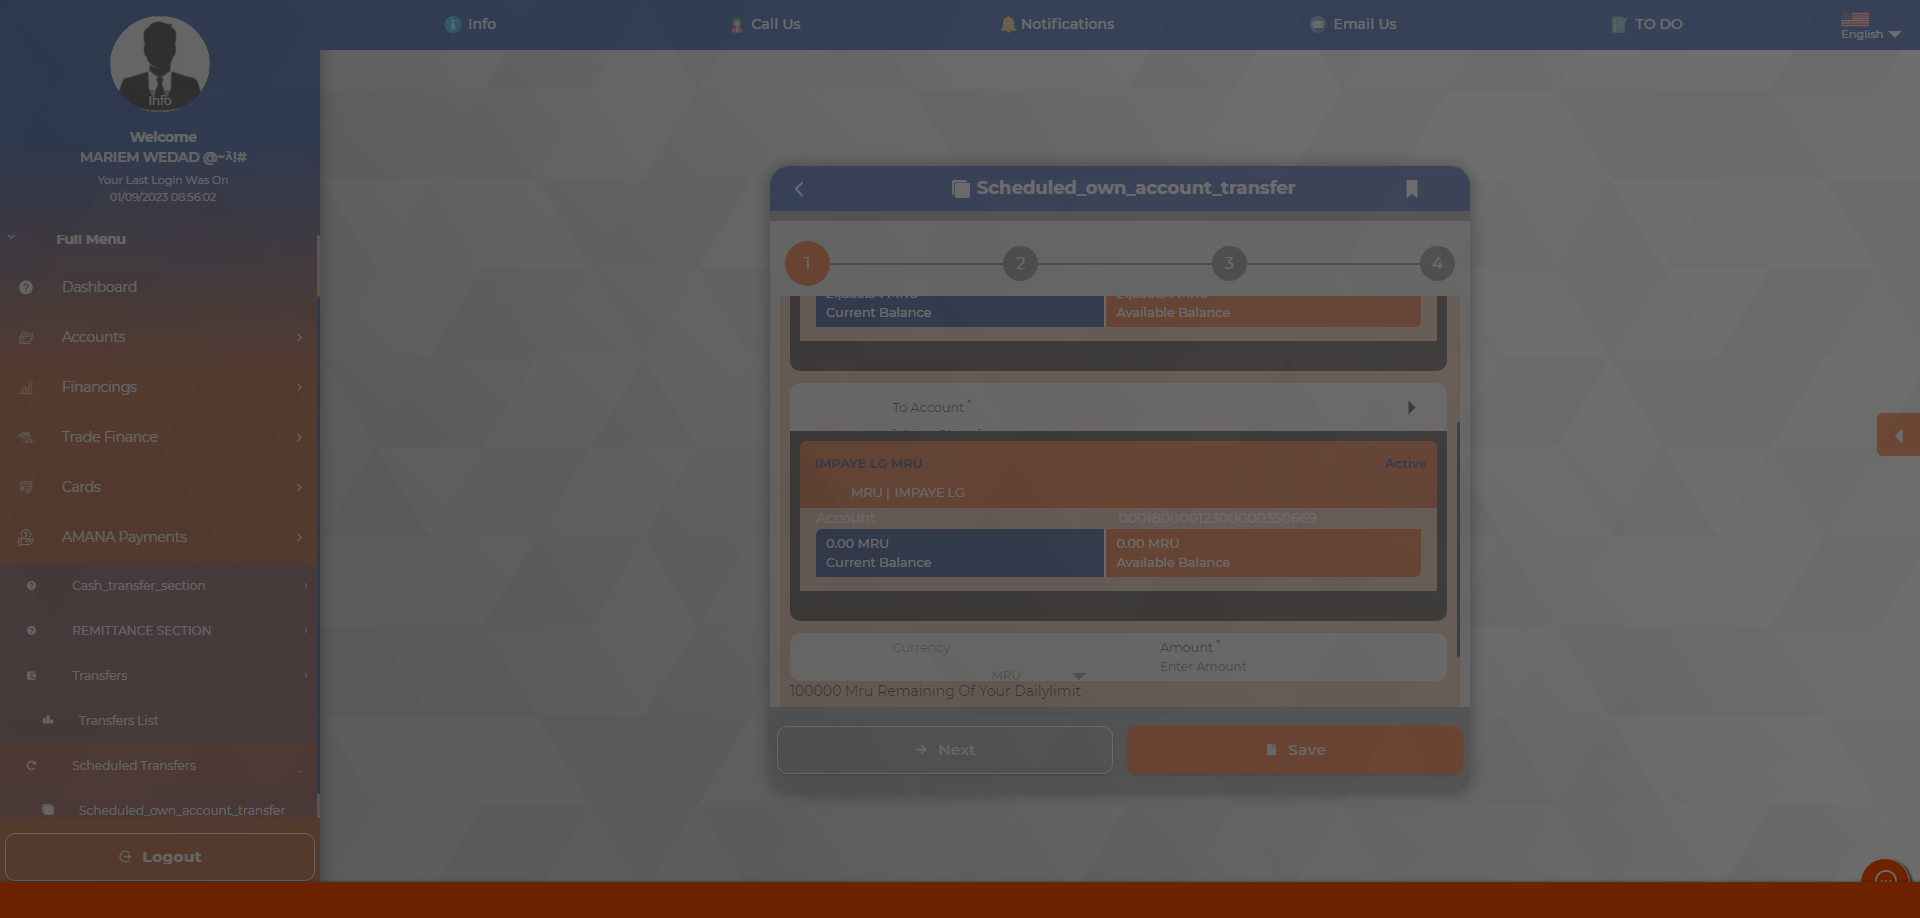 Info
Call Us
Notifications
Email Us
TO DO
English
Info
Welcome
MARIEM WEDAD
Your Last Login Was On
01/09/2023 08:56:02
Full Menu
Dashboard
Accounts
Financings
Trade Finance
Cards
AMANA Payments
Cash_transfer_section
REMITTANCE SECTION
Transfers
Transfers List
Scheduled Transfers
Scheduled_own_account_transfer
Logout
Scheduled_own_account_transfer
1 2 3 4
Current Balance Available Balance
To Account *
IMPAYE LG MRU Active
MRU | IMPAYE LG
Account 00018000012300000350669
0.00 MRU 0.00 MRU
Current Balance Available Balance
Currency Amount *
Enter Amount
MRU
100000 Mru Remaining Of Your Dailylimit
Next Save